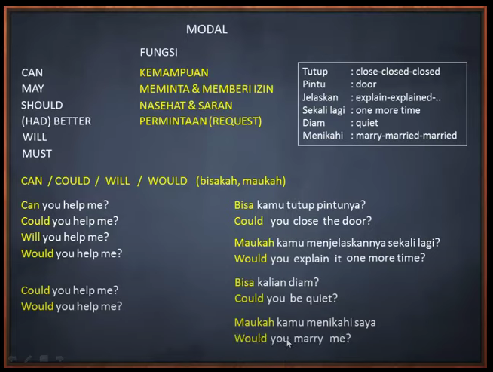 MODAL
FUNGSI
CAN KEMAMPUAN
MAY MEMINTA & MEMBERI IZIN
SHOULD NASEHAT & SARAN
(HAD) BETTER PERMINTAAN (REQUEST)
WILL
MUST
Tutup : close-closed-closed
Pintu : door
Jelaskan : explain-explained-..
Sekali lagi : one more time
Diam : quiet
Menikahi : marry-married-married
CAN / COULD / WILL / WOULD (bisakah, maukah)
Can you help me?
Could you help me?
Will you help me?
Would you help me?
Could you help me?
Would you help me?
Bisa kamu tutup pintunya?
Could you close the door?
Maukah kamu menjelaskannya sekali lagi?
Would you explain it one more time?
Bisa kalian diam?
Could you be quiet?
Maukah kamu menikahi saya
Would you marry me?